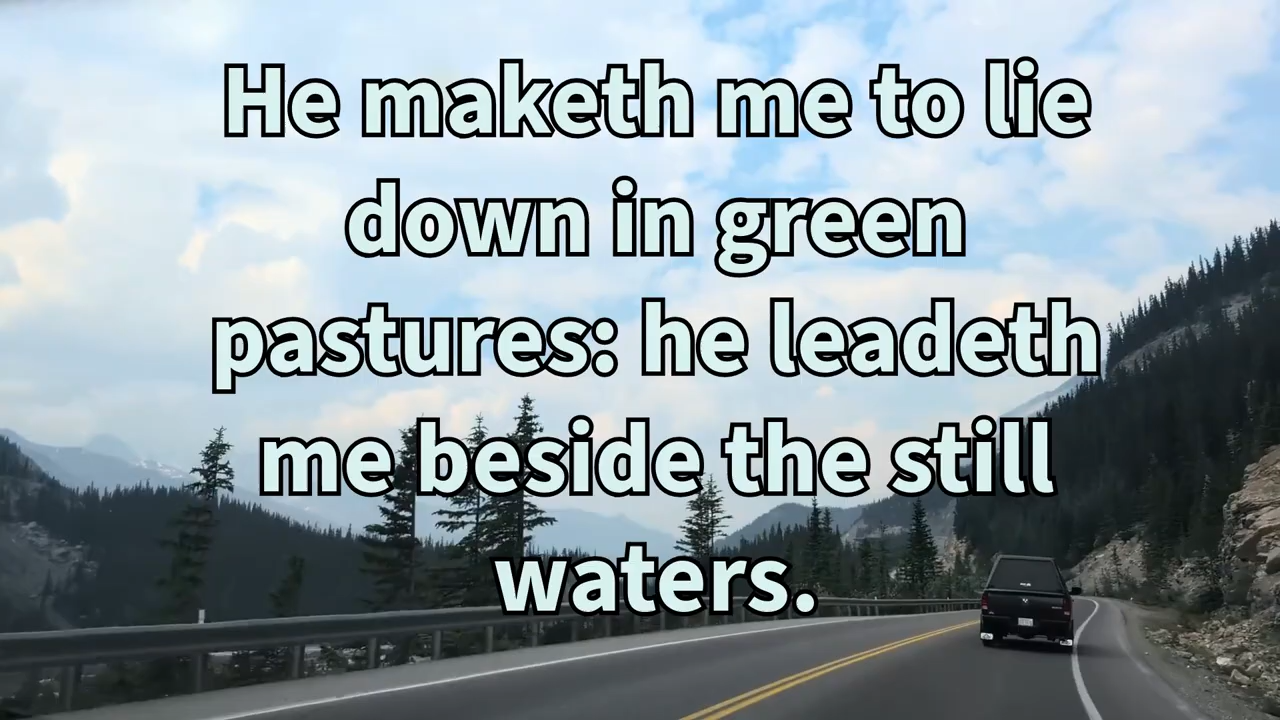 He maketh me to lie
down in green
pastures: he leadeth
me beside the still
waters.